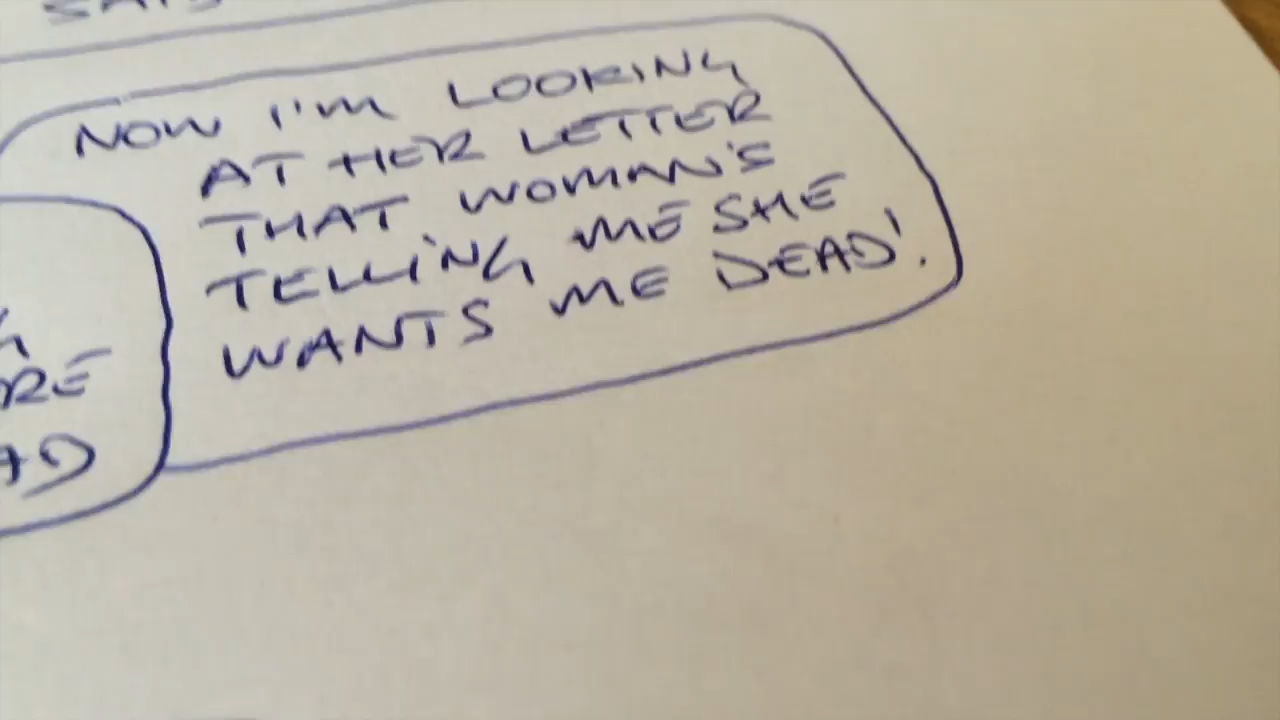 NOW I'M LOOKING
AT HER LETTER
THAT WOMAN'S
TELLING ME SHE
WANTS ME DEAD'.